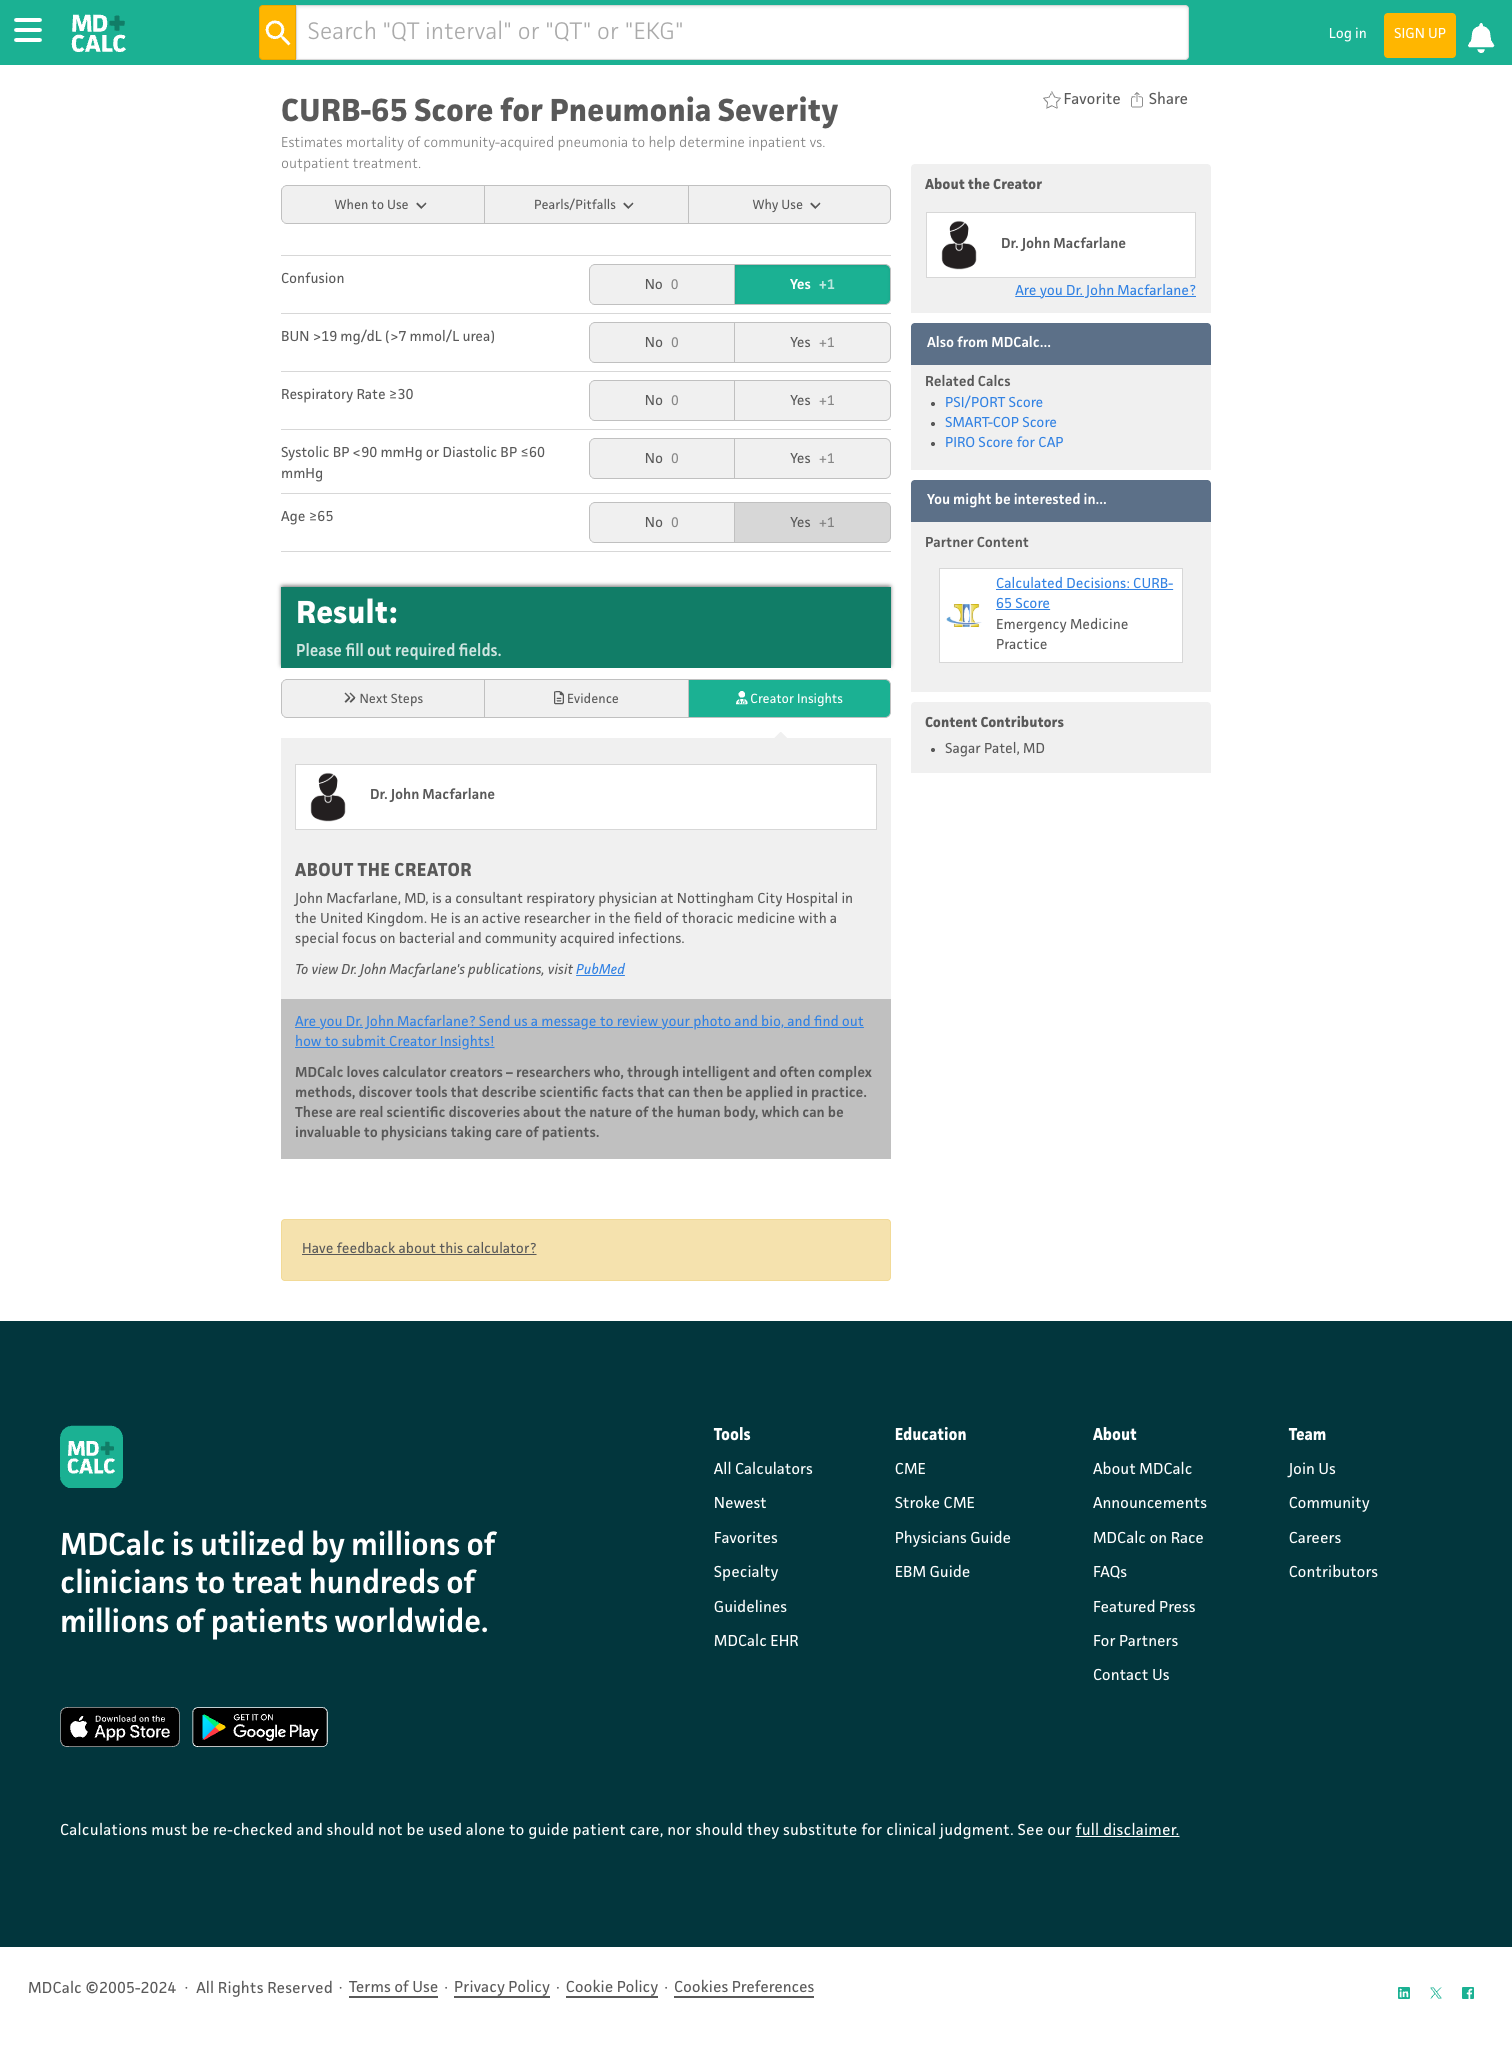 MD+ CALC
Search "QT interval" or "QT" or "EKG"
Log in
SIGN UP
CURB-65 Score for Pneumonia Severity
Estimates mortality of community-acquired pneumonia to help determine inpatient vs.
outpatient treatment.
Favorite
Share
When to Use
Pearls/Pitfalls
Why Use
Confusion
No 0
Yes +1
BUN >19 mg/dL (>7 mmol/L urea)
No 0
Yes +1
Respiratory Rate ≥30
No 0
Yes +1
Systolic BP <90 mmHg or Diastolic BP ≤60
mmHg
No 0
Yes +1
Age ≥65
No 0
Yes +1
Result:
Please fill out required fields.
Next Steps
Evidence
Creator Insights
Dr. John Macfarlane
ABOUT THE CREATOR
John Macfarlane, MD, is a consultant respiratory physician at Nottingham City Hospital in
the United Kingdom. He is an active researcher in the field of thoracic medicine with a
special focus on bacterial and community acquired infections.
To view Dr. John Macfarlane's publications, visit PubMed
Are you Dr. John Macfarlane? Send us a message to review your photo and bio, and find out
how to submit Creator Insights!
MDCalc loves calculator creators – researchers who, through intelligent and often complex
methods, discover tools that describe scientific facts that can then be applied in practice.
These are real scientific discoveries about the nature of the human body, which can be
invaluable to physicians taking care of patients.
Have feedback about this calculator?
About the Creator
Dr. John Macfarlane
Are you Dr. John Macfarlane?
Also from MDCalc...
Related Calcs
PSI/PORT Score
SMART-COP Score
PIRO Score for CAP
You might be interested in...
Partner Content
Calculated Decisions: CURB-
65 Score
Emergency Medicine
Practice
Content Contributors
Sagar Patel, MD
MD+ CALC
MDCalc is utilized by millions of
clinicians to treat hundreds of
millions of patients worldwide.
Download on the
App Store
GET IT ON
Google Play
Tools
All Calculators
Newest
Favorites
Specialty
Guidelines
MDCalc EHR
Education
CME
Stroke CME
Physicians Guide
EBM Guide
About
About MDCalc
Announcements
MDCalc on Race
FAQs
Featured Press
For Partners
Contact Us
Team
Join Us
Community
Careers
Contributors
Calculations must be re-checked and should not be used alone to guide patient care, nor should they substitute for clinical judgment. See our full disclaimer.
MDCalc ©2005-2024 · All Rights Reserved · Terms of Use · Privacy Policy · Cookie Policy · Cookies Preferences